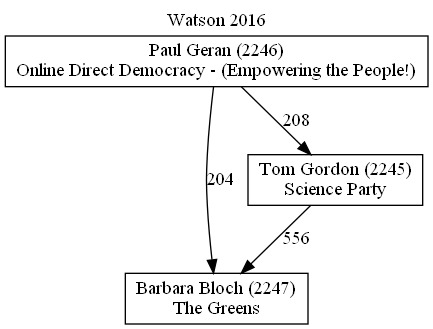 Watson 2016
Paul Geran (2246)
Online Direct Democracy - (Empowering the People!)
208
Tom Gordon (2245)
Science Party
204
556
Barbara Bloch (2247)
The Greens